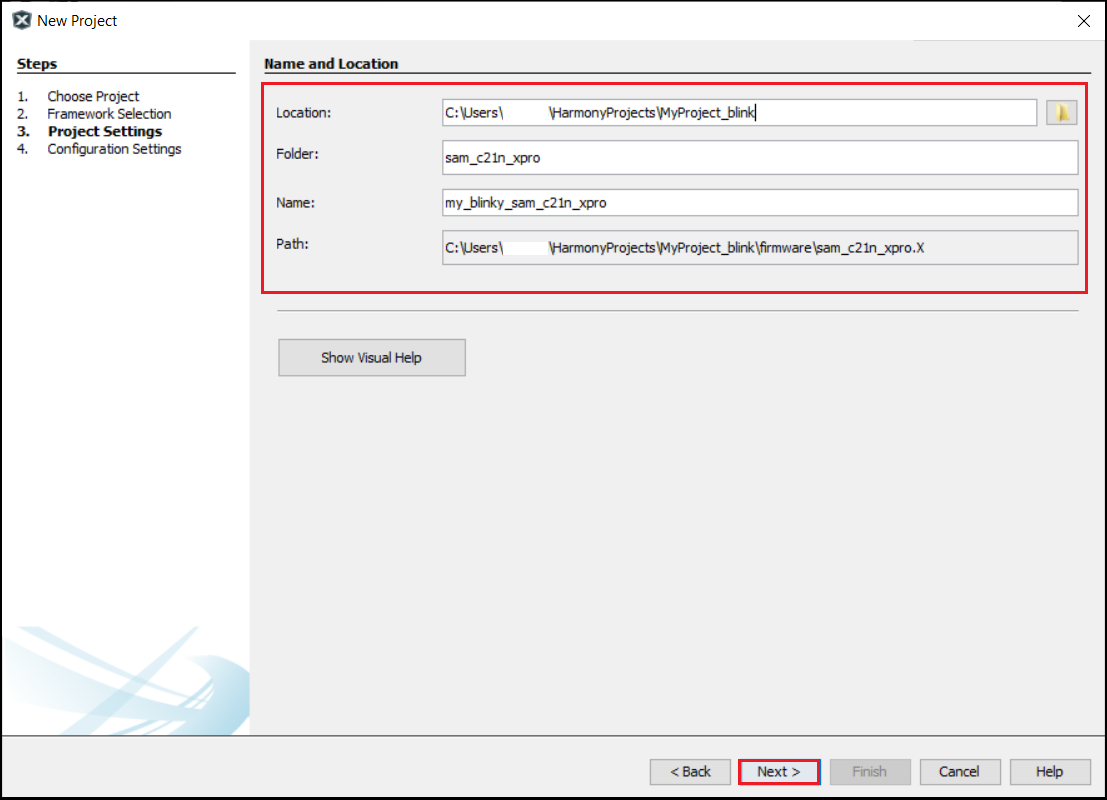 New Project
Steps
1. Choose Project
2. Framework Selection
3. Project Settings
4. Configuration Settings
Name and Location
Location: C:\Users\ \HarmonyProjects\MyProject_blink
Folder: sam_c21n_xpro
Name: my_blinky_sam_c21n_xpro
Path: C:\Users\ \HarmonyProjects\MyProject_blink\firmware\sam_c21n_xpro.X
Show Visual Help
< Back Next > Finish Cancel Help